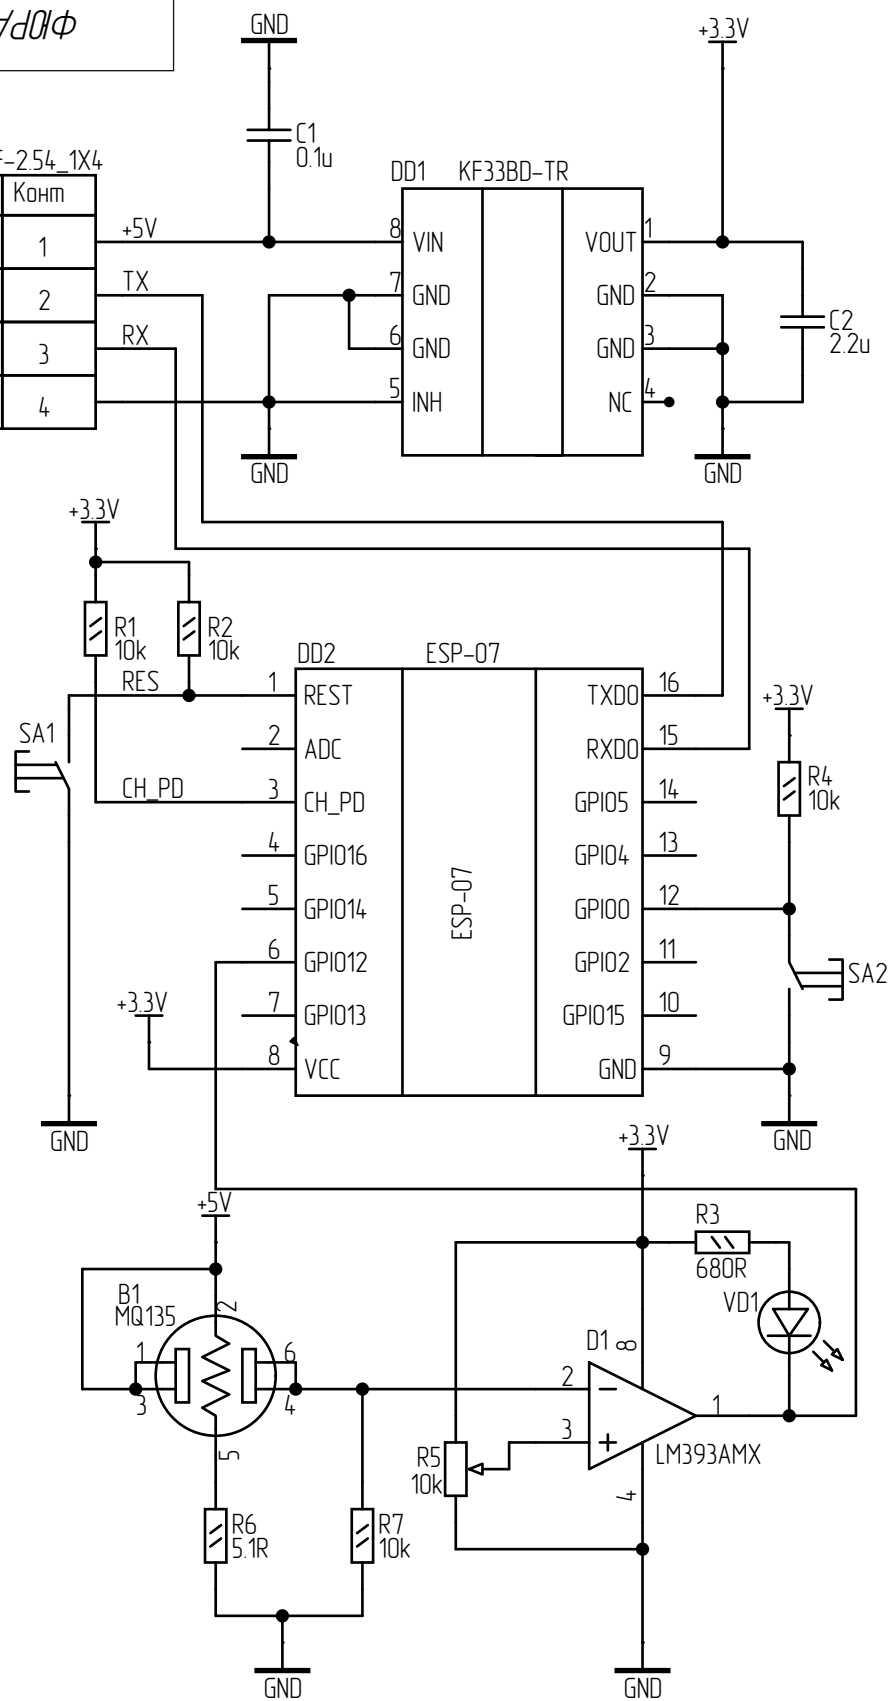 GND
+3.3V
C1
0.1u
DD1
KF33BD-TR
-2.54_1X4
Конт
1
+5V
2
TX
3
RX
4
8
VIN
7
GND
6
GND
5
INH
VOUT
1
GND
2
GND
3
NC
4
C2
2.2u
GND
GND
+3.3V
R1
10k
R2
10k
RES
SA1
CH_PD
DD2
ESP-07
1
REST
2
ADC
3
CH_PD
4
GPIO16
5
GPIO14
6
GPIO12
7
GPIO13
8
VCC
ESP-07
TXD0
16
RXD0
15
GPIO5
14
GPIO4
13
GPIO0
12
GPIO2
11
GPIO15
10
GND
9
+3.3V
R4
10k
SA2
+3.3V
GND
GND
+3.3V
+5V
B1
MQ135
2
1
3
6
4
5
R6
5.1R
R7
10k
R3
680R
VD1
D1
8
2
3
1
4
LM393AMX
R5
10k
GND
GND